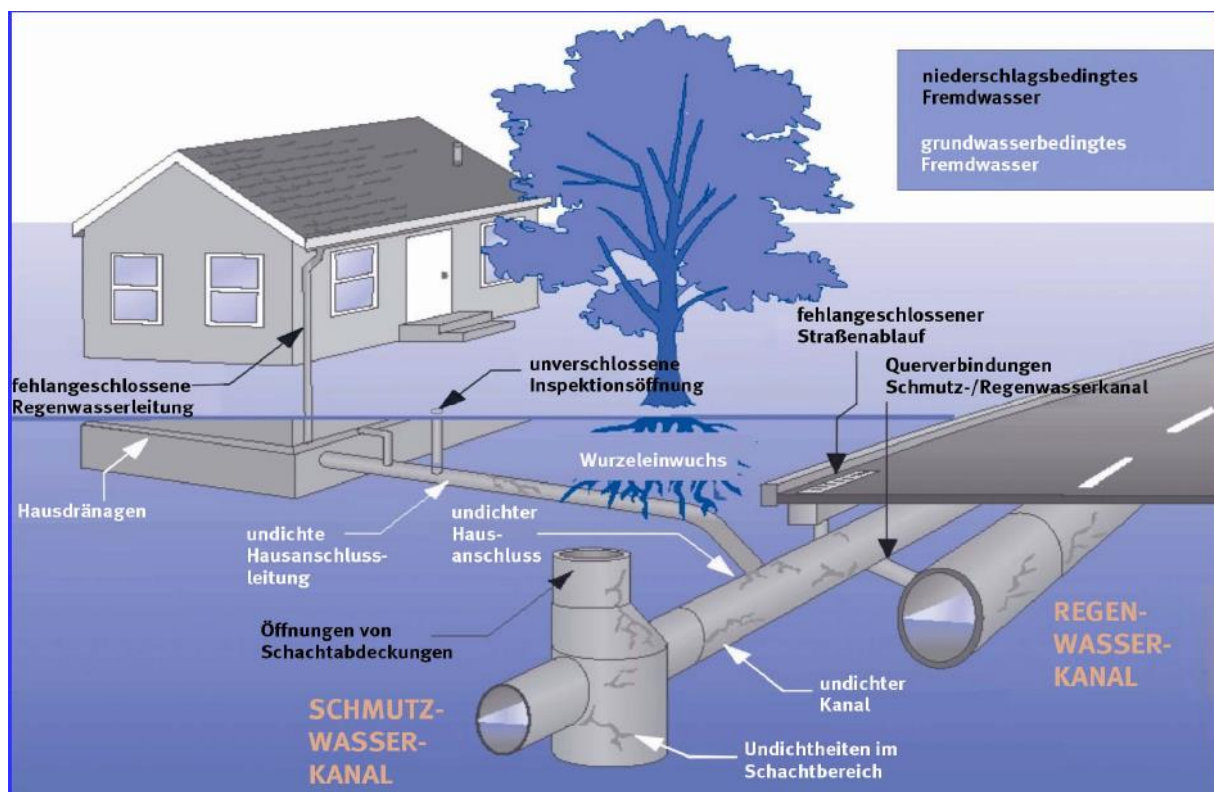 niederschlagsbedingtes
Fremdwasser
grundwasserbedingtes
Fremdwasser
fehlangeschlossener
Straßenablauf
unverschlossene
Inspektionsöffnung
Querverbindungen
Schmutz-/Regenwasserkanal
fehlangeschlossene
Regenwasserleitung
Wurzeleinwuchs
Hausdränagen
undichte
Hausanschluss-
leitung
undichter
Haus-
anschluss
Öffnungen von
Schachtabdeckungen
REGEN-
WASSER-
KANAL
undichter
Kanal
SCHMUTZ-
WASSER-
KANAL
Undichtheiten im
Schachtbereich